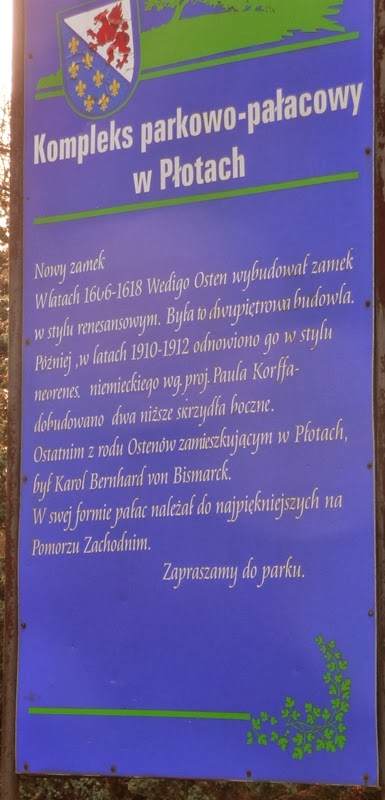 Kompleks parkowo-pałacowy
w Płotach
Nowy zamek
W latach 1606-1618 Wedigo Osten wybudował zamek
w stylu renesansowym. Była to dwupiętrowa budowla.
Później ,w latach 1910-1912 odnowiono go w stylu
neorenes. niemieckiego wg. proj. Paula Korffa-
dobudowano dwa niższe skrzydła boczne.
Ostatnim z rodu Ostenów zamieszkującym w Płotach,
był Karol Bernhard von Bismarck.
W swej formie pałac należał do najpiękniejszych na
Pomorzu Zachodnim.
Zapraszamy do parku.